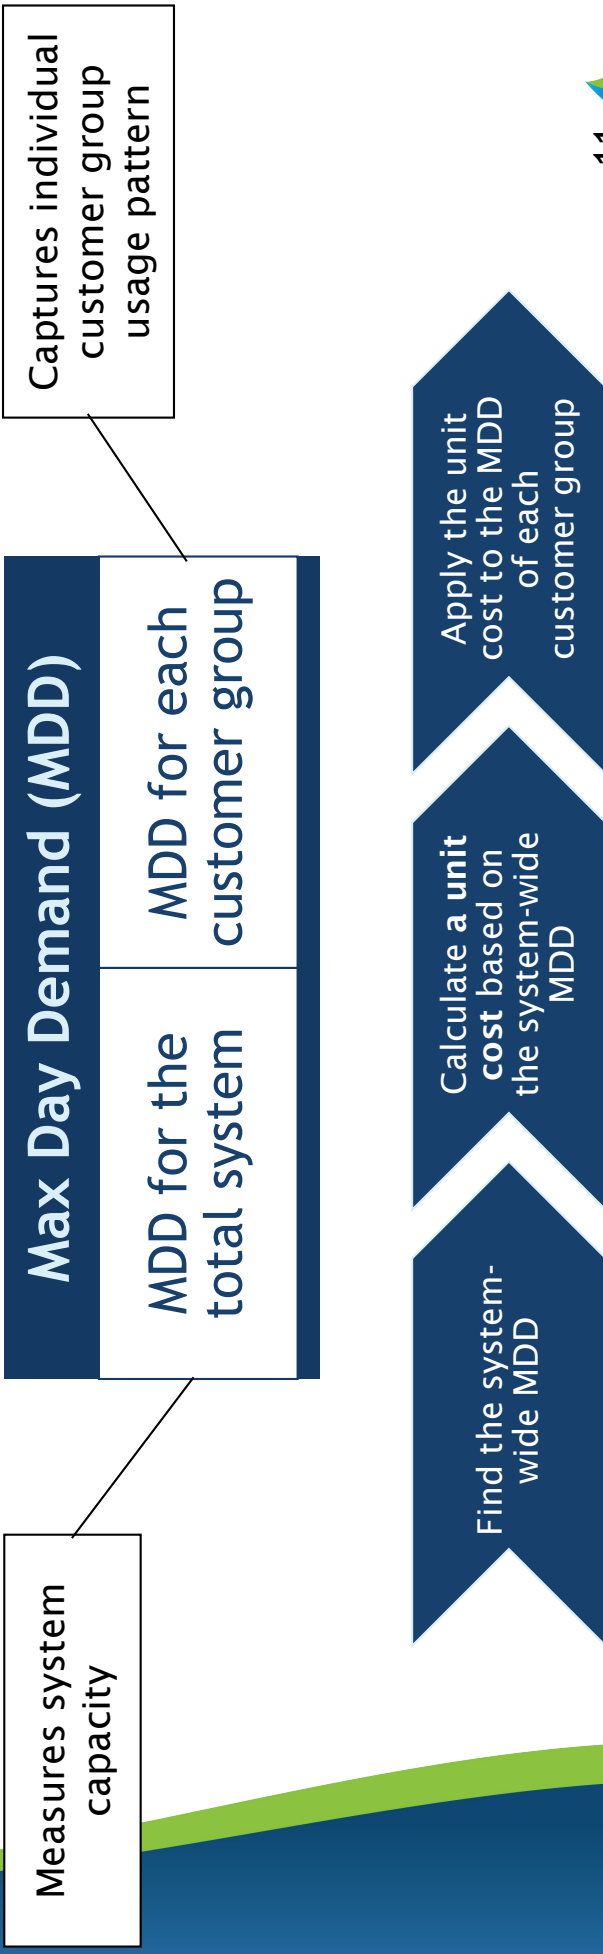 Max Day Demand (MDD)
Measures system
capacity
MDD for the
total system
MDD for each
customer group
Captures individual
customer group
usage pattern
Find the system-
wide MDD
Calculate a unit
cost based on
the system-wide
MDD
Apply the unit
cost to the MDD
of each
customer group
11